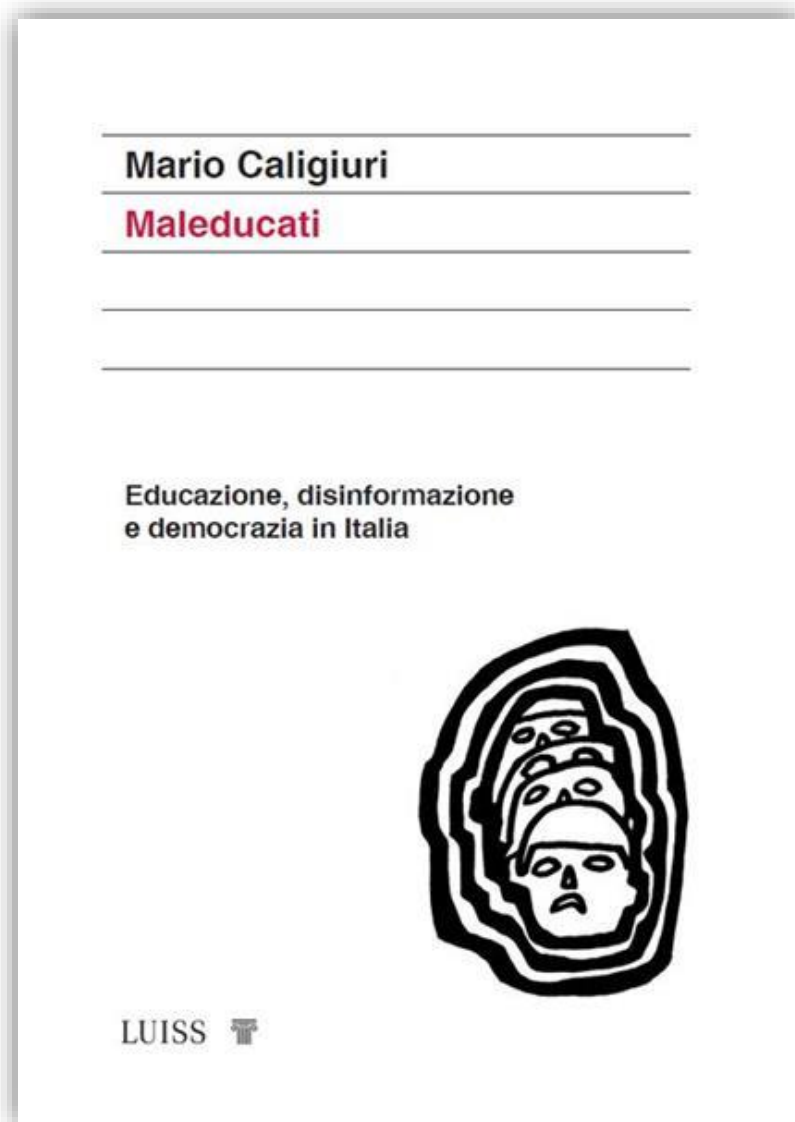 Mario Caligiuri
Maleducati
Educazione, disinformazione
e democrazia in Italia
LUISS